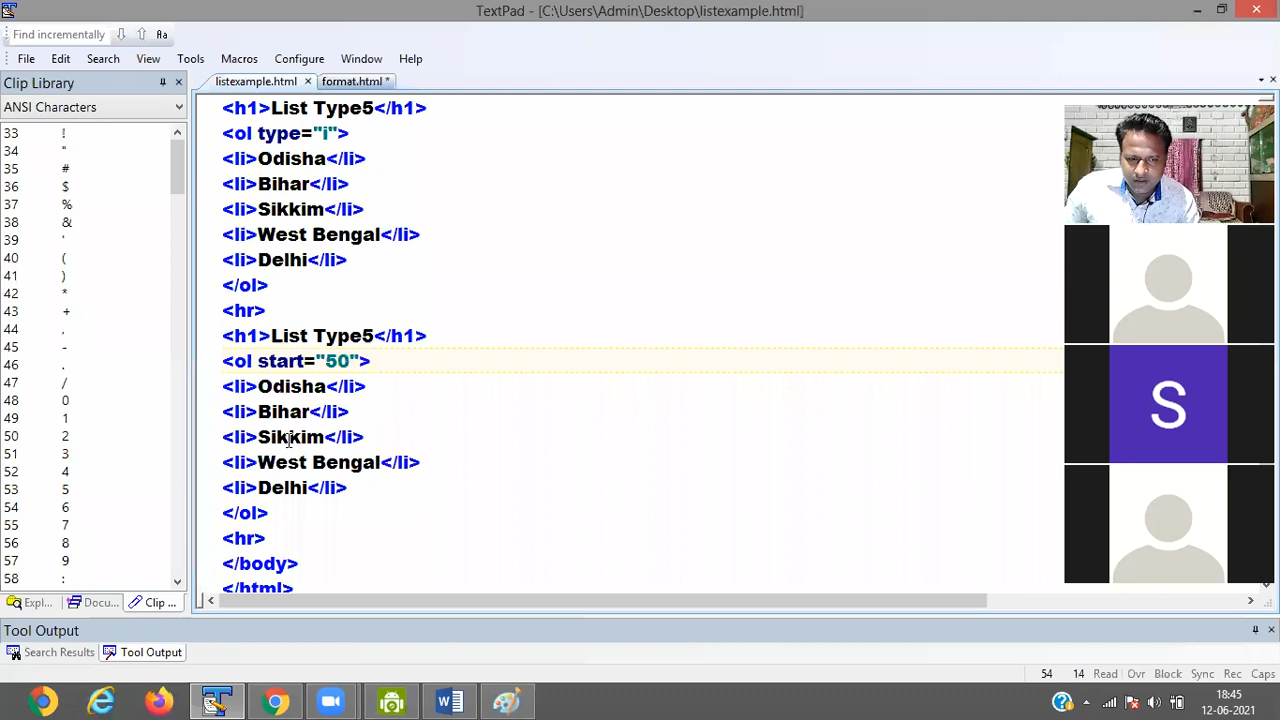 TextPad - [C:\Users\Admin\Desktop\listexample.html]
Find incrementally
Aa
File Edit Search View Tools Macros Configure Window Help
Clip Library
listexample.html format.html *
ANSI Characters
33 !
34 "
35 #
36 $
37 %
38 &
39 '
40 (
41 )
42 *
43 +
44 ,
45 -
46 .
47 /
48 0
49 1
50 2
51 3
52 4
53 5
54 6
55 7
56 8
57 9
58 :
<h1>List Type5</h1>
<ol type="i">
<li>Odisha</li>
<li>Bihar</li>
<li>Sikkim</li>
<li>West Bengal</li>
<li>Delhi</li>
</ol>
<hr>
<h1>List Type5</h1>
<ol start="50">
<li>Odisha</li>
<li>Bihar</li>
<li>Sikkim</li>
<li>West Bengal</li>
<li>Delhi</li>
</ol>
<hr>
</body>
</html>
S
Expl... Docu... Clip ...
Tool Output
Search Results Tool Output
54 14 Read Ovr Block Sync Rec Caps
18:45
12-06-2021